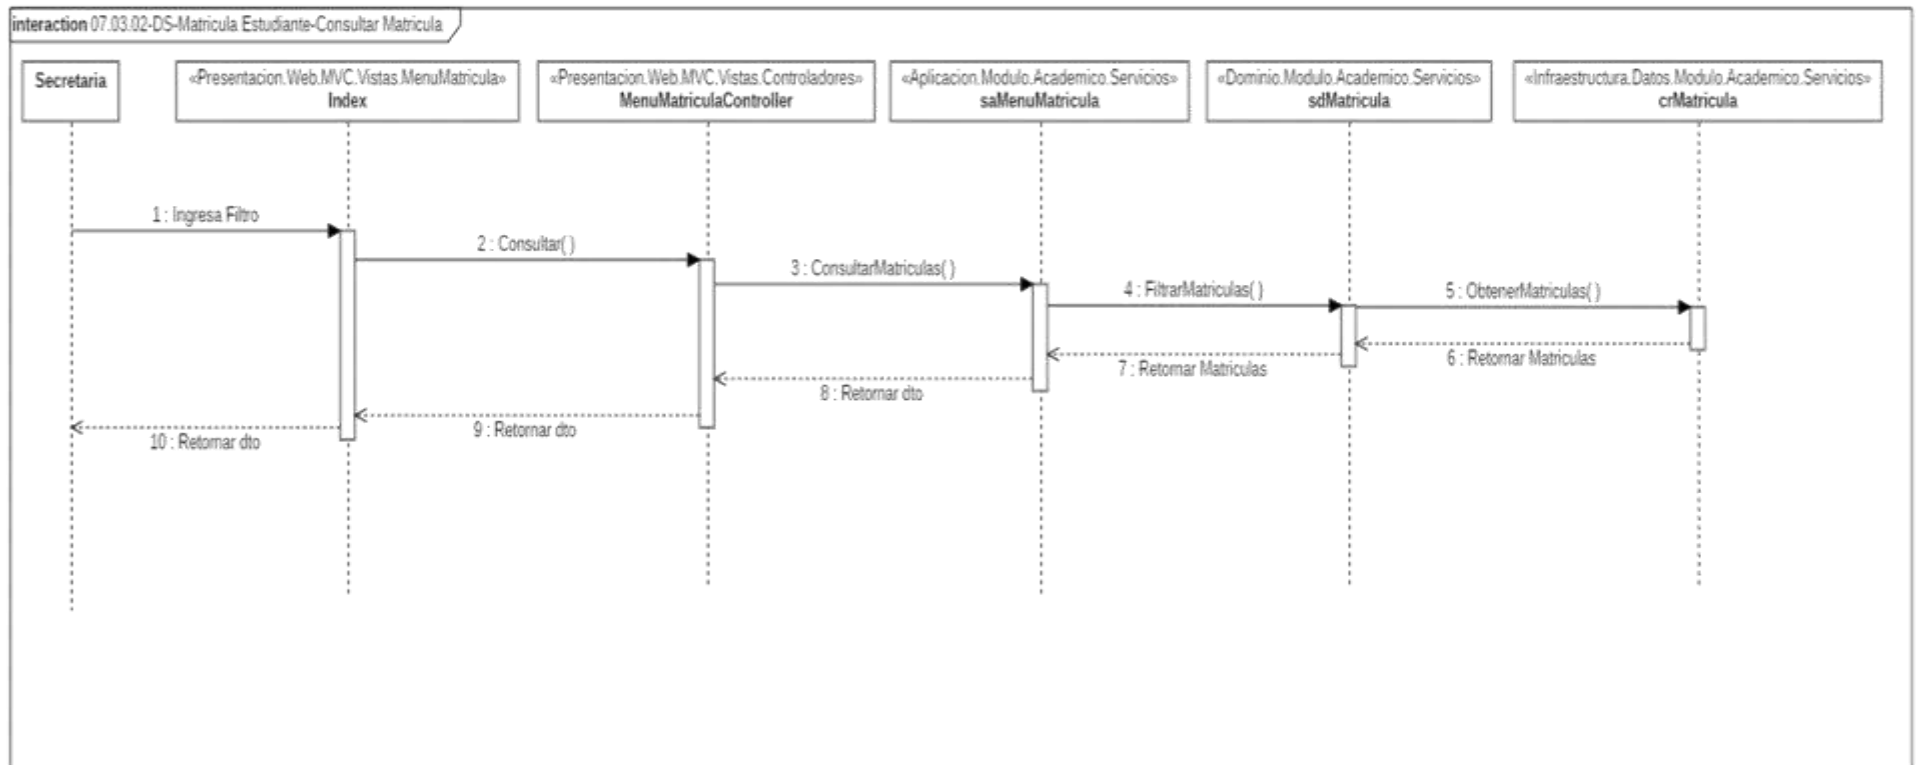 interaction 07.03.02-DS-Matricula Estudiante-Consultar Matricula
Secretaria
«Presentacion.Web.MVC.Vistas.MenuMatricula»
Index
«Presentacion.Web.MVC.Vistas.Controladores»
MenuMatriculaController
«Aplicacion.Modulo.Academico.Servicios»
saMenuMatricula
«Dominio.Modulo.Academico.Servicios»
sdMatricula
«Infraestructura.Datos.Modulo.Academico.Servicios»
crMatricula
1 : Ingresa Filtro
2 : Consultar( )
3 : ConsultarMatriculas( )
4 : FiltrarMatriculas( )
5 : ObtenerMatriculas( )
6 : Retornar Matriculas
7 : Retornar Matriculas
8 : Retornar dto
9 : Retornar dto
10 : Retornar dto